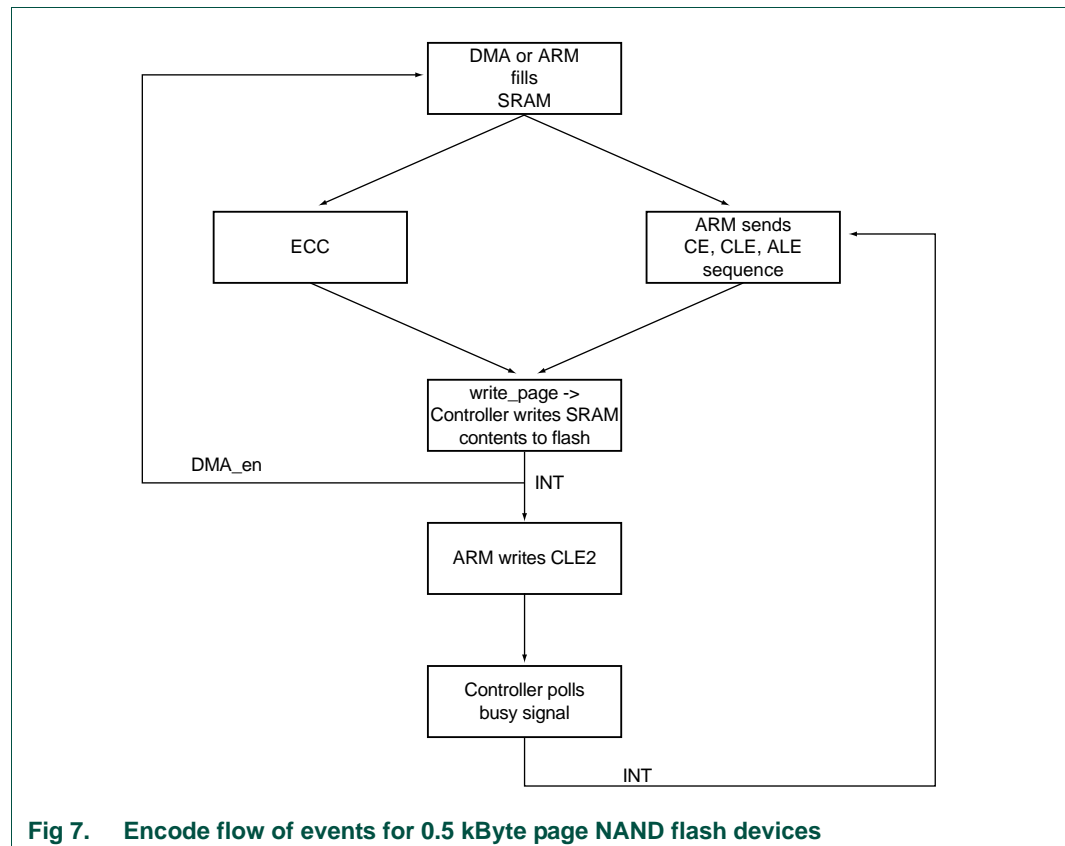 DMA or ARM
fills
SRAM
ECC
ARM sends
CE, CLE, ALE
sequence
write_page ->
Controller writes SRAM
contents to flash
DMA_en
INT
ARM writes CLE2
Controller polls
busy signal
INT
Fig 7. Encode flow of events for 0.5 kByte page NAND flash devices